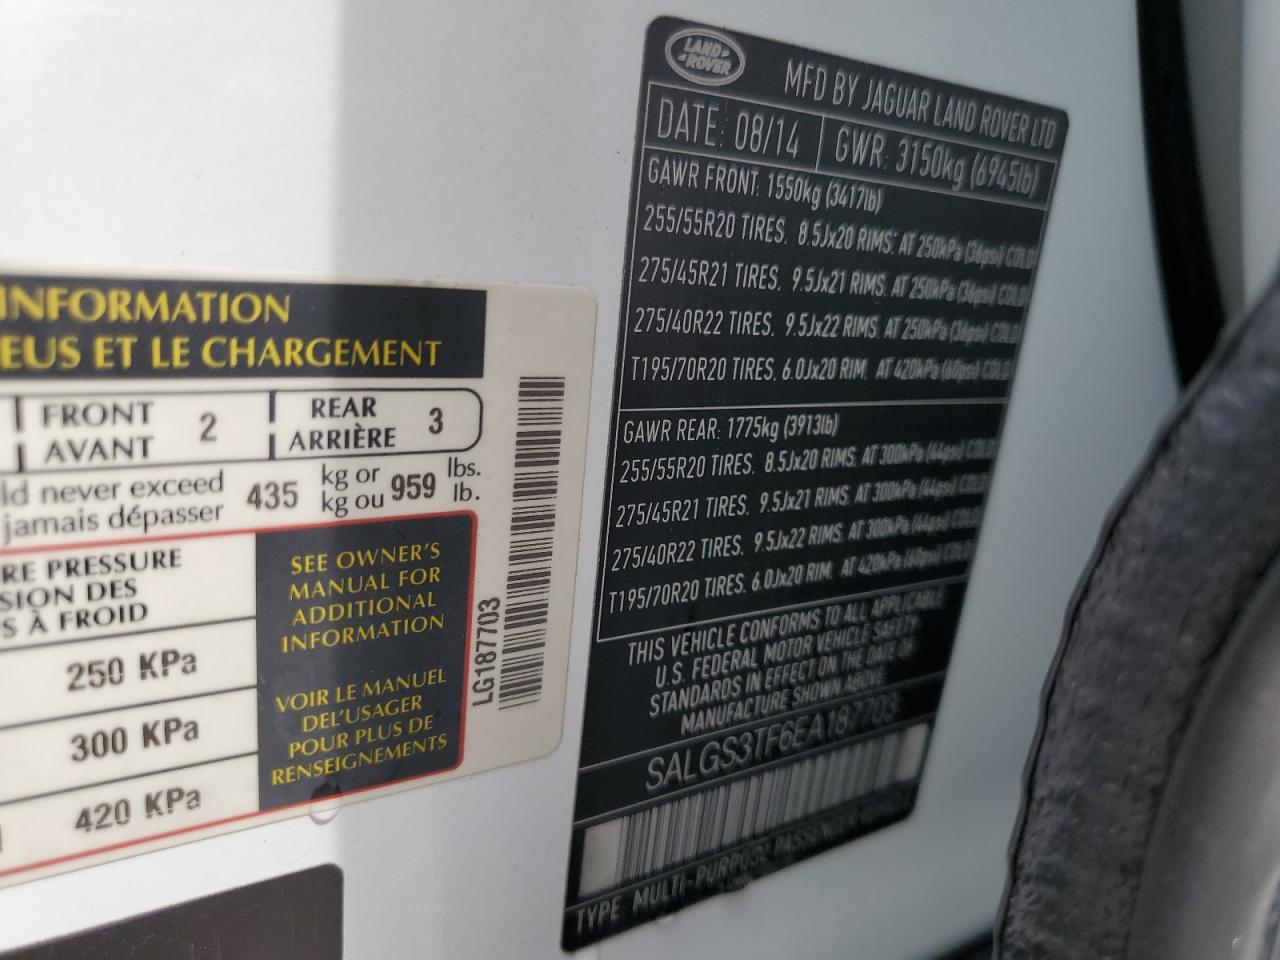 INFORMATION
EUS ET LE CHARGEMENT
FRONT 2 REAR 3
AVANT ARRIÈRE
ld never exceed 435 kg or 959 lbs.
jamais dépasser kg ou lb.
RE PRESSURE
SION DES
S À FROID
250 KPa
300 KPa
420 KPa
SEE OWNER'S
MANUAL FOR
ADDITIONAL
INFORMATION
VOIR LE MANUEL
DEL'USAGER
POUR PLUS DE
RENSEIGNEMENTS
LG187703
LAND
ROVER
MFD BY JAGUAR LAND ROVER LTD
DATE: 08/14 GWR: 3150kg (6945lb)
GAWR FRONT: 1550kg (3417lb)
255/55R20 TIRES, 8.5Jx20 RIMS: AT 250kPa (36psi) COLD
275/45R21 TIRES, 9.5Jx21 RIMS: AT 250kPa (36psi) COLD
275/40R22 TIRES, 9.5Jx22 RIMS: AT 250kPa (36psi) COLD
T195/70R20 TIRES, 6.0Jx20 RIM, AT 420kPa (60psi) COLD
GAWR REAR: 1775kg (3913lb)
255/55R20 TIRES, 8.5Jx20 RIMS: AT 300kPa (44psi) COLD
275/45R21 TIRES, 9.5Jx21 RIMS: AT 300kPa (44psi) COLD
275/40R22 TIRES, 9.5Jx22 RIMS: AT 300kPa (44psi) COLD
T195/70R20 TIRES, 6.0Jx20 RIM, AT 420kPa (60psi) COLD
THIS VEHICLE CONFORMS TO ALL APPLICABLE
U.S. FEDERAL MOTOR VEHICLE SAFETY
STANDARDS IN EFFECT ON THE DATE OF
MANUFACTURE SHOWN ABOVE
SALGS3TF6EA187703
TYPE MULTI-PURPOSE PASSENGER VEHICLE